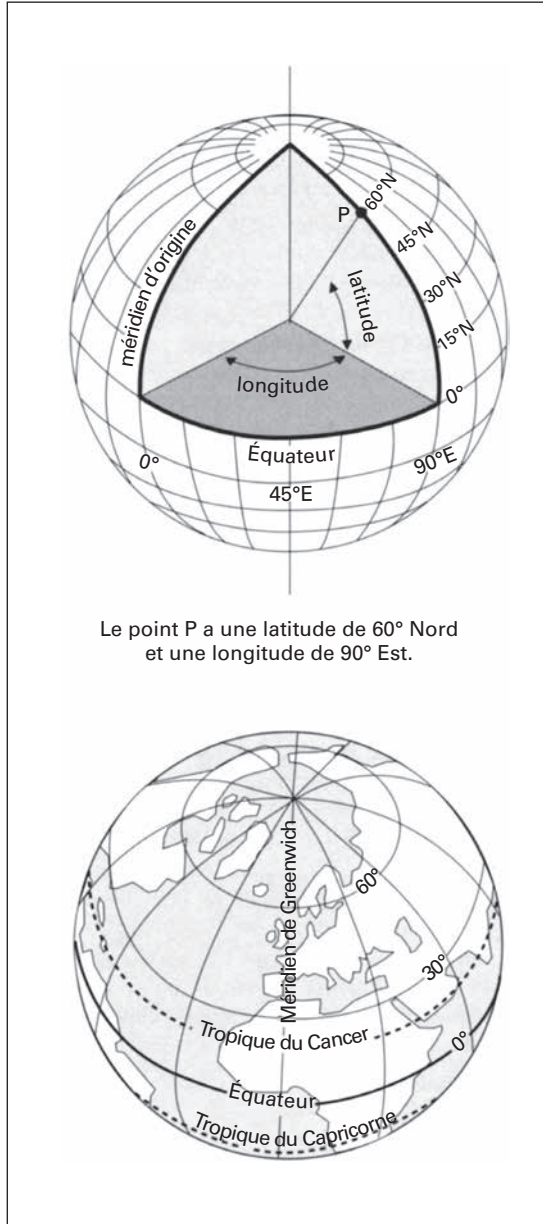 60°N
P
45°N
méridien d'origine
latitude
30°N
15°N
longitude
0°
Équateur
0°
90°E
45°E
Le point P a une latitude de 60° Nord
et une longitude de 90° Est.
Méridien de Greenwich
60°
30°
Tropique du Cancer
0°
Équateur
Tropique du Capricorne